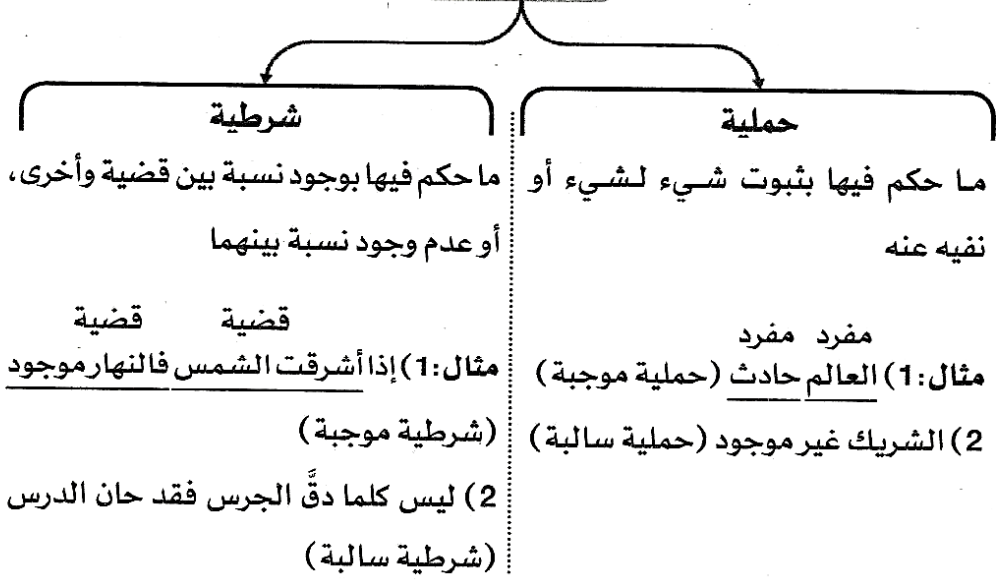 حملية
ما حكم فيها بثبوت شيء لشيء أو
نفيه عنه
مفرد مفرد
مثال:1) العالم حادث (حملية موجبة)
2) الشريك غير موجود (حملية سالبة)
شرطية
ما حكم فيها بوجود نسبة بين قضية وأخرى،
أو عدم وجود نسبة بينهما
قضية قضية
مثال:1) إذا أشرقت الشمس فالنهار موجود
(شرطية موجبة)
2) ليس كلما دقَّ الجرس فقد حان الدرس
(شرطية سالبة)